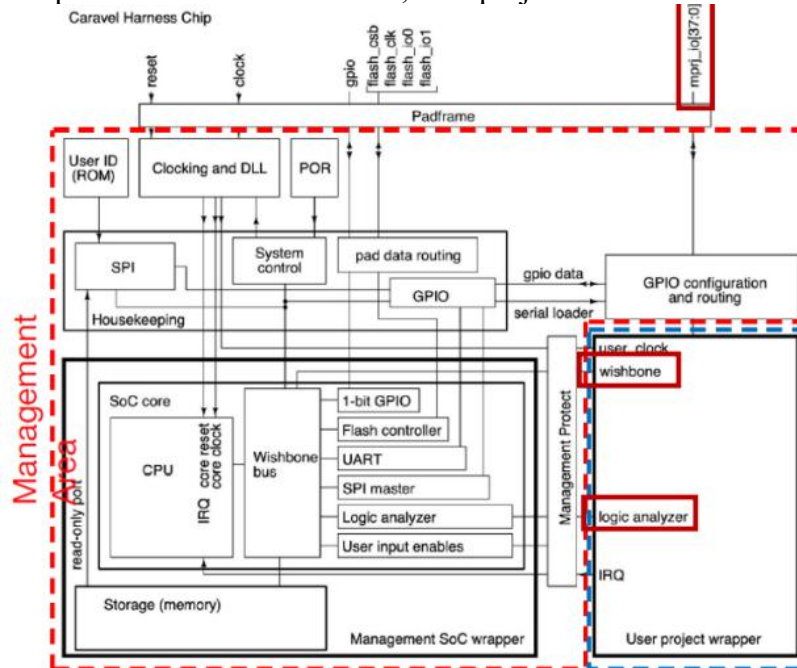 Caravel Harness Chip
reset
clock
gpio
flash_csb
flash_clk
flash_io0
flash_io1
mprj_io[37:0]
Padframe
User ID
(ROM)
Clocking and DLL
POR
SPI
System
control
pad data routing
GPIO
Housekeeping
gpio data
serial loader
GPIO configuration
and routing
Management
Area
read-only port
SoC core
CPU
IRQ
core reset
core clock
Wishbone
bus
1-bit GPIO
Flash controller
UART
SPI master
Logic analyzer
User input enables
Storage (memory)
Management SoC wrapper
Management Protect
user_clock
wishbone
logic analyzer
IRQ
User project wrapper